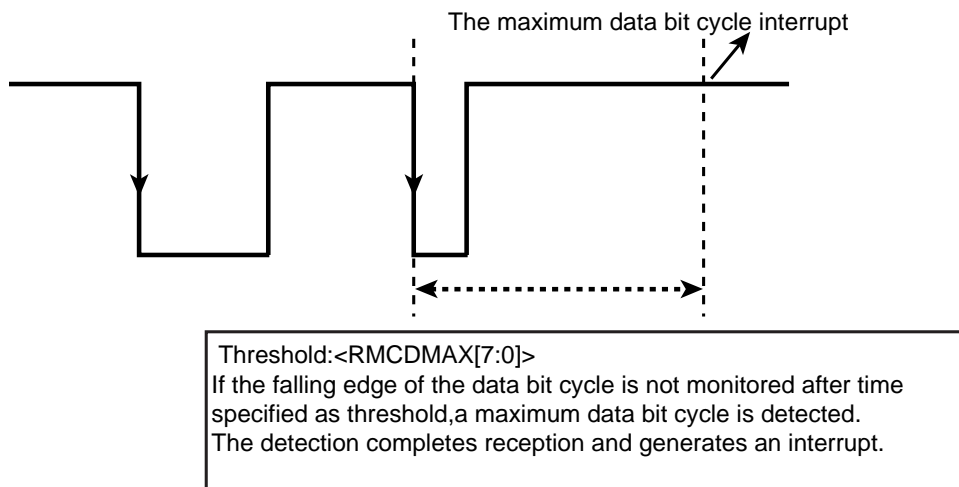 The maximum data bit cycle interrupt
Threshold:<RMCDMAX[7:0]>
If the falling edge of the data bit cycle is not monitored after time
specified as threshold,a maximum data bit cycle is detected.
The detection completes reception and generates an interrupt.